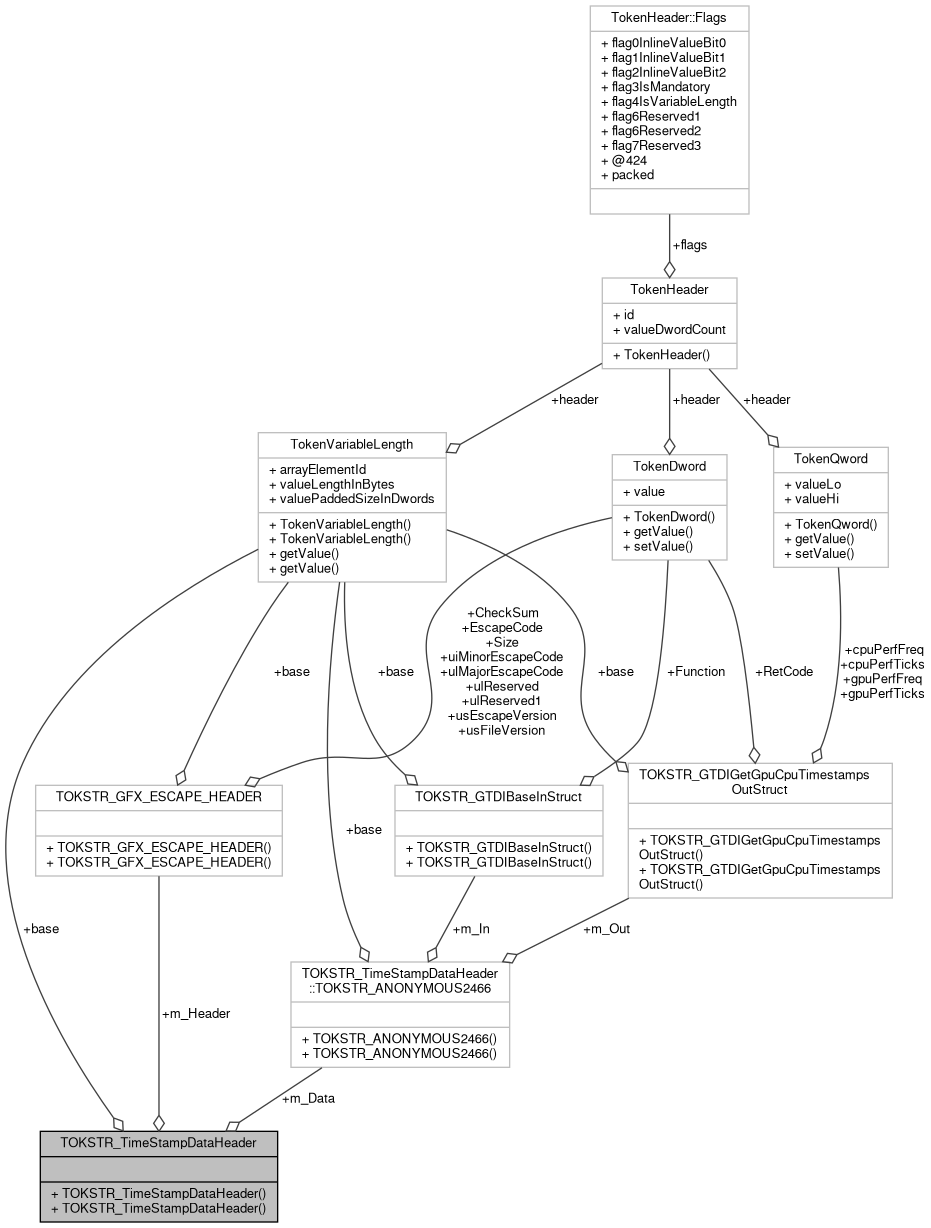 TokenHeader::Flags
+ flag0InlineValueBit0
+ flag1InlineValueBit1
+ flag2InlineValueBit2
+ flag3IsMandatory
+ flag4IsVariableLength
+ flag6Reserved1
+ flag6Reserved2
+ flag7Reserved3
+ @424
+ packed
+flags
TokenHeader
+ id
+ valueDwordCount
+ TokenHeader()
+header
+header
+header
TokenVariableLength
+ arrayElementId
+ valueLengthInBytes
+ valuePaddedSizeInDwords
+ TokenVariableLength()
+ TokenVariableLength()
+ getValue()
+ getValue()
TokenDword
+ value
+ TokenDword()
+ getValue()
+ setValue()
TokenQword
+ valueLo
+ valueHi
+ TokenQword()
+ getValue()
+ setValue()
+base
+base
+CheckSum
+EscapeCode
+Size
+uiMinorEscapeCode
+ulMajorEscapeCode
+ulReserved
+ulReserved1
+usEscapeVersion
+usFileVersion
+base
+Function
+RetCode
+cpuPerfFreq
+cpuPerfTicks
+gpuPerfFreq
+gpuPerfTicks
TOKSTR_GFX_ESCAPE_HEADER
+ TOKSTR_GFX_ESCAPE_HEADER()
+ TOKSTR_GFX_ESCAPE_HEADER()
+base
TOKSTR_GTDIBaseInStruct
+ TOKSTR_GTDIBaseInStruct()
+ TOKSTR_GTDIBaseInStruct()
TOKSTR_GTDIGetGpuCpuTimestamps
OutStruct
+ TOKSTR_GTDIGetGpuCpuTimestamps
OutStruct()
+ TOKSTR_GTDIGetGpuCpuTimestamps
OutStruct()
+base
+m_In
+m_Out
TOKSTR_TimeStampDataHeader
::TOKSTR_ANONYMOUS2466
+ TOKSTR_ANONYMOUS2466()
+ TOKSTR_ANONYMOUS2466()
+m_Header
+m_Data
TOKSTR_TimeStampDataHeader
+ TOKSTR_TimeStampDataHeader()
+ TOKSTR_TimeStampDataHeader()